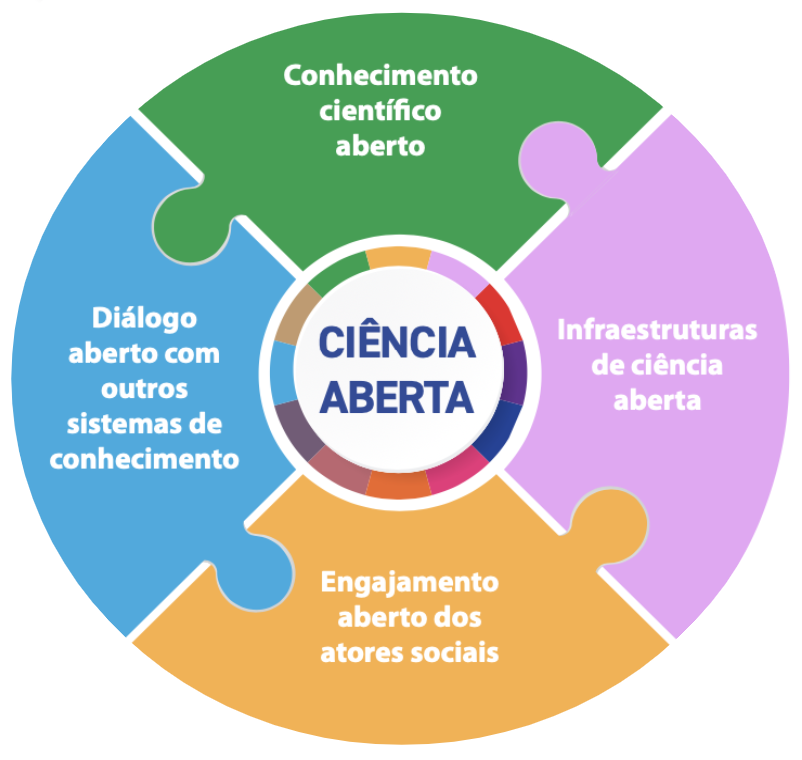 Conhecimento
científico
aberto
Diálogo
aberto com
outros
sistemas de
conhecimento
CIÊNCIA
ABERTA
Infraestruturas
de ciência
aberta
Engajamento
aberto dos
atores sociais